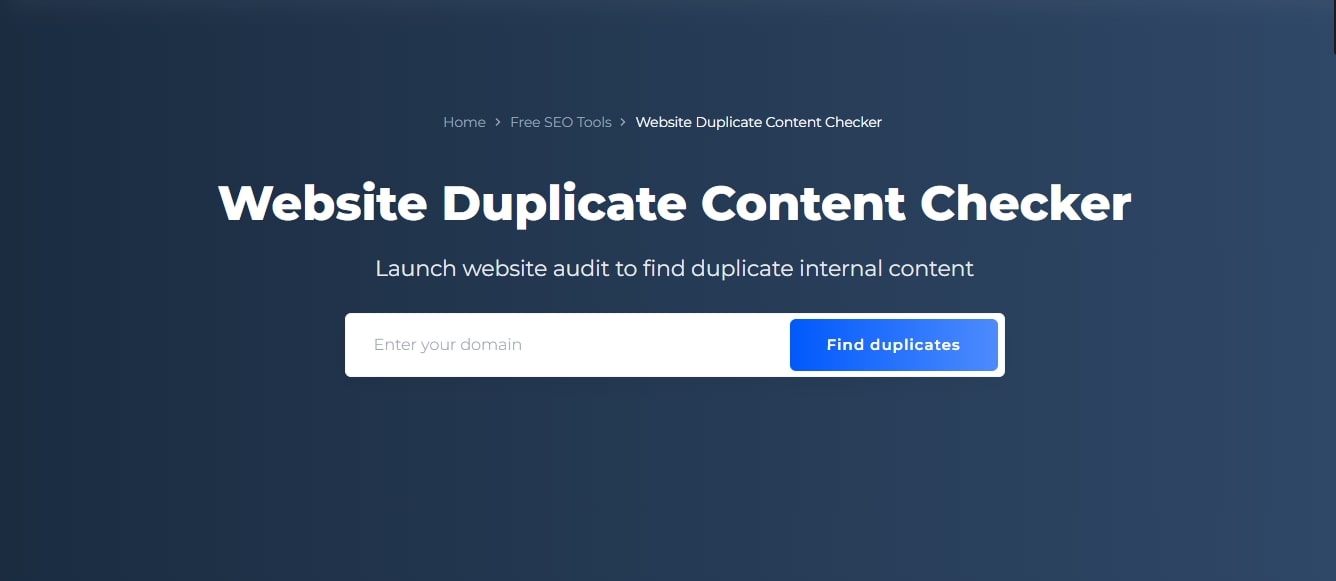 Home > Free SEO Tools > Website Duplicate Content Checker
Website Duplicate Content Checker
Launch website audit to find duplicate internal content
Enter your domain
Find duplicates